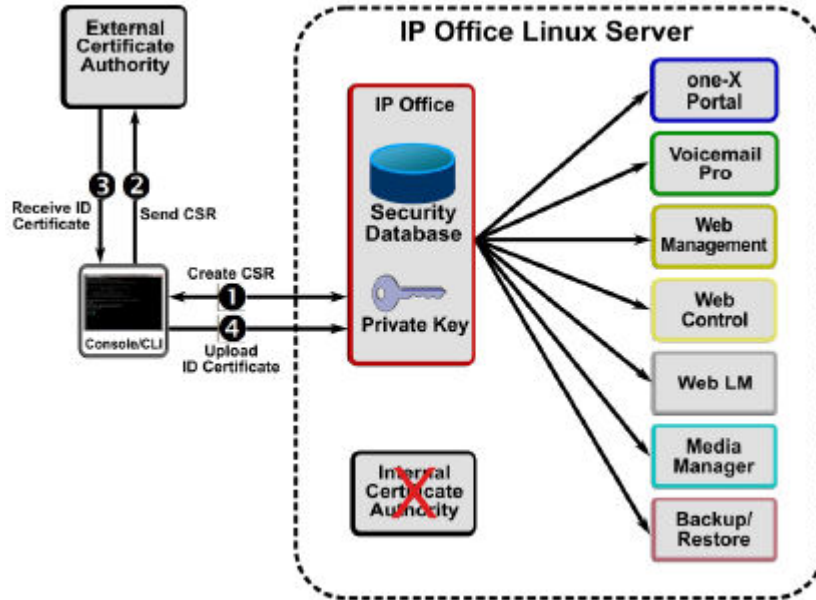 External
Certificate
Authority
3
2
Receive ID
Certificate
Send CSR
Console/CLI
Create CSR
1
4
Upload
ID Certificate
IP Office Linux Server
IP Office
Security
Database
Private Key
Internal
Certificate
Authority
one-X
Portal
Voicemail
Pro
Web
Management
Web
Control
Web LM
Media
Manager
Backup/
Restore